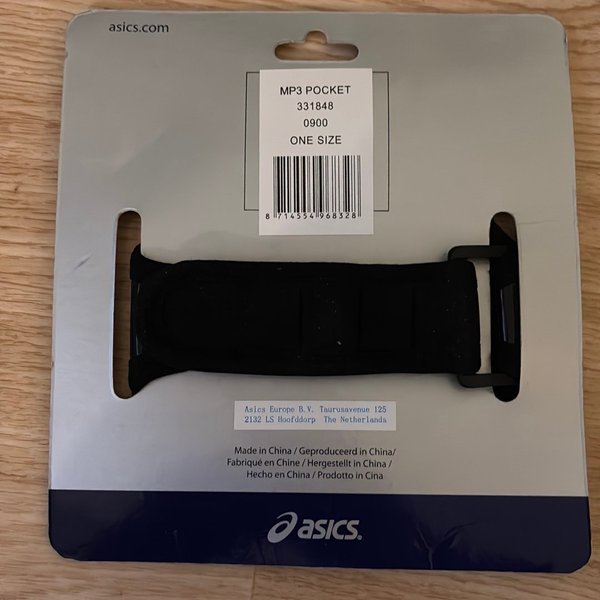 asics.com
MP3 POCKET
331848
0900
ONE SIZE
8 714554 968328
Asics Europe B.V. Taurusavenue 125
2132 LS Hoofddorp The Netherlanda
Made in China / Geproduceerd in China/
Fabriqué en Chine / Hergestellt in China /
Hecho en China / Prodotto in Cina
asics.